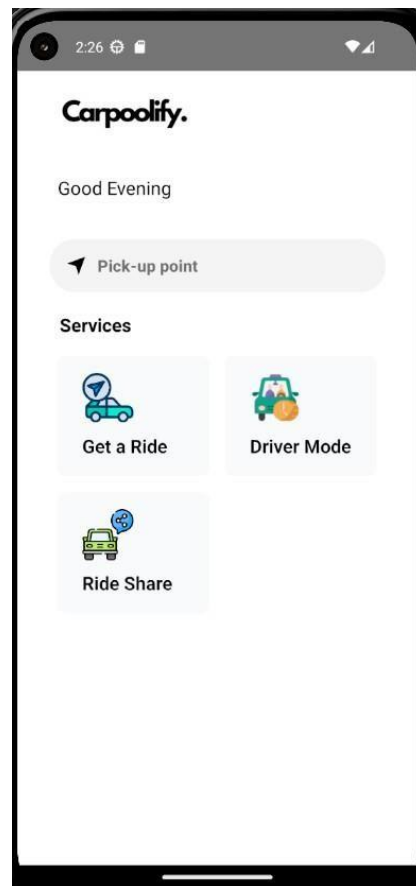 2:26
Carpoolify.
Good Evening
Pick-up point
Services
Get a Ride
Driver Mode
Ride Share